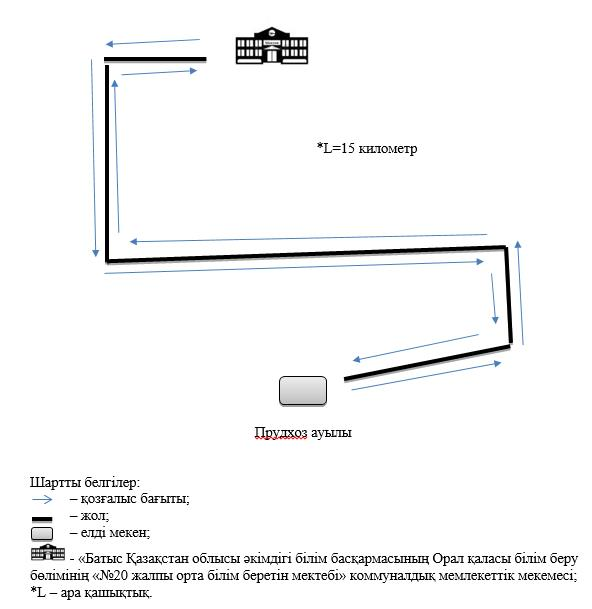 *L=15 километр
Прудхоз ауылы
Шартты белгілер:
– қозғалыс бағыты;
– жол;
– елді мекен;
- «Батыс Қазақстан облысы әкімдігі білім басқармасының Орал қаласы білім беру
бөлімінің «№20 жалпы орта білім беретін мектебі» коммуналдық мемлекеттік мекемесі;
*L – ара қашықтық.